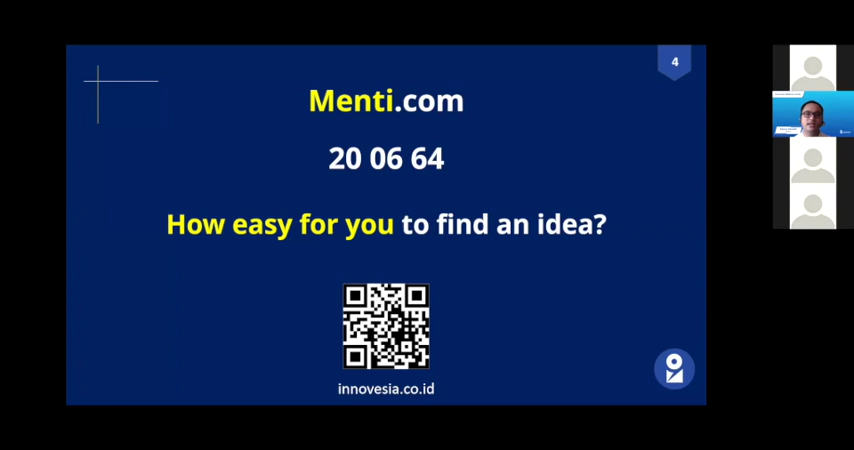 4
Menti.com
20 06 64
How easy for you to find an idea?
innovesia.co.id